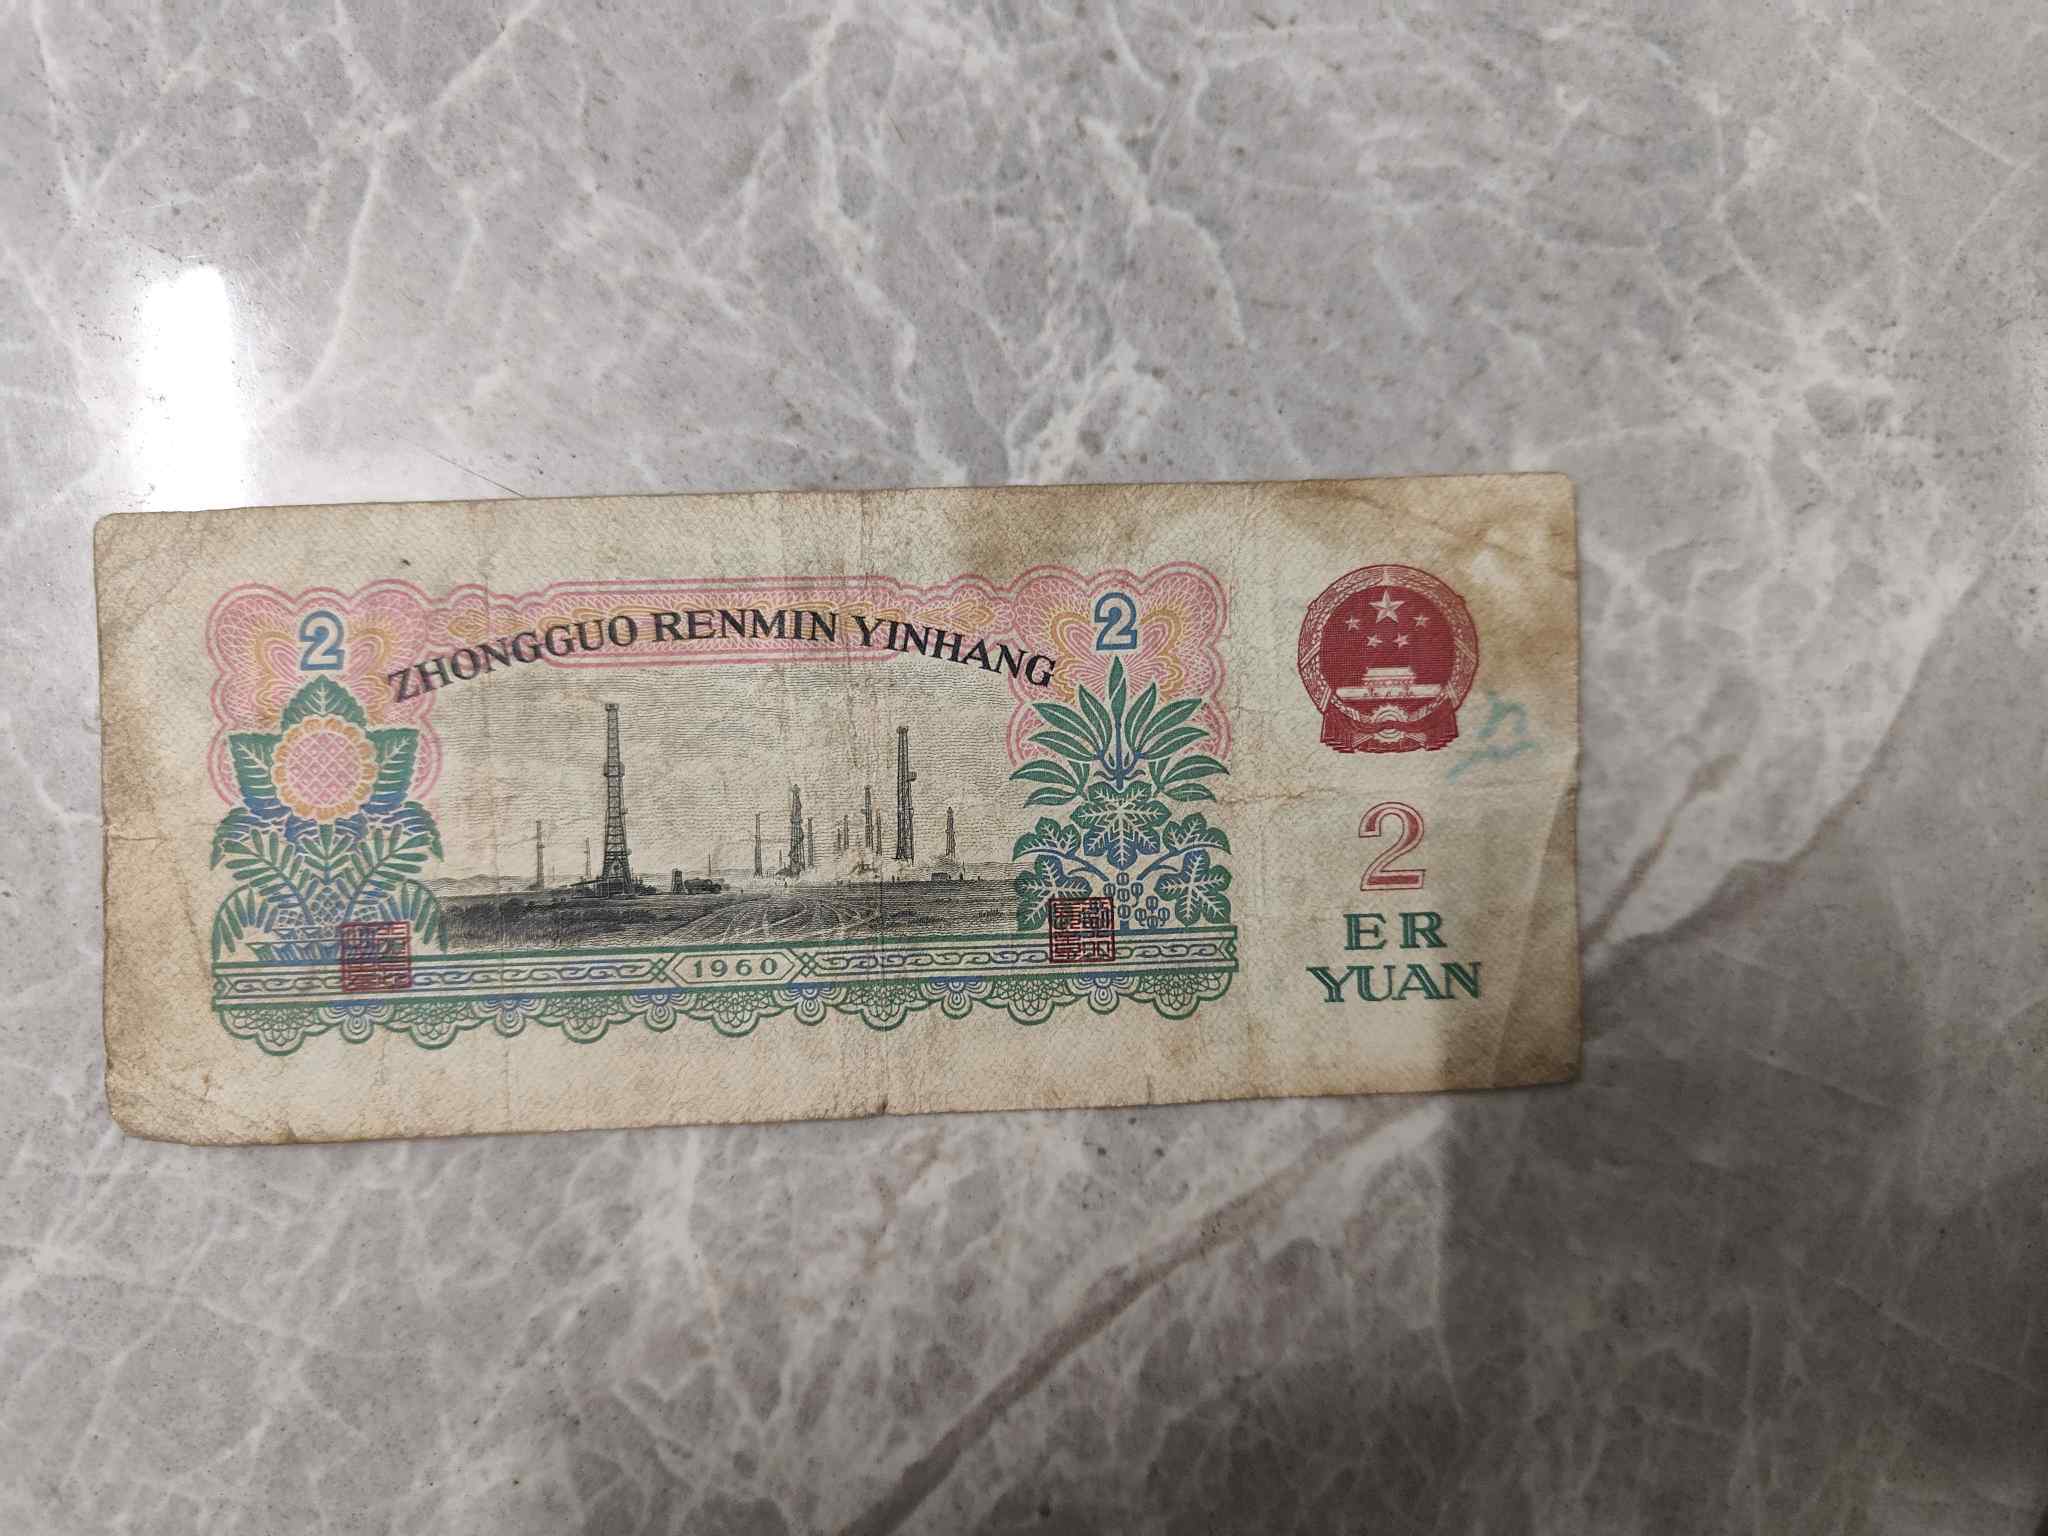 2
2
ZHONGGUO RENMIN YINHANG
2
ER
YUAN
1960